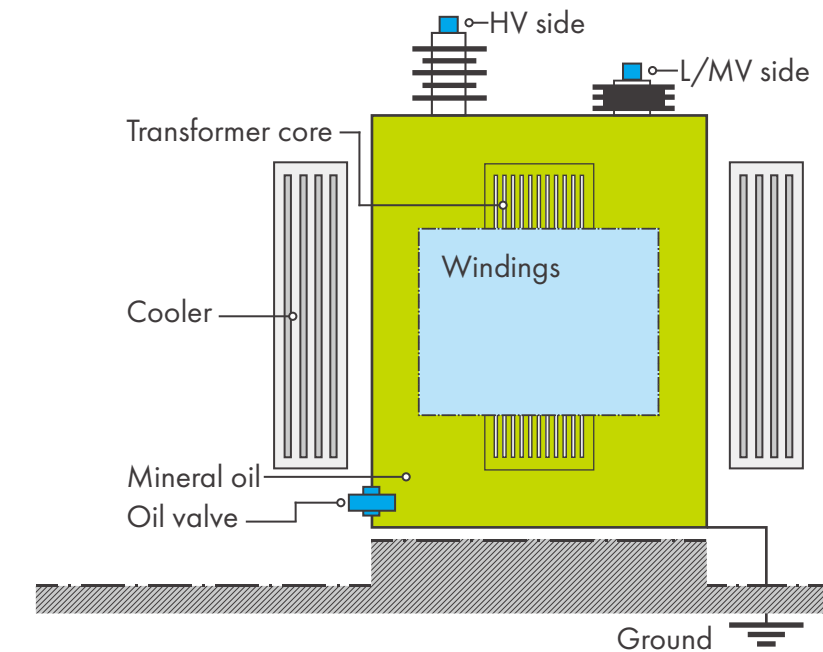 HV side
L/MV side
Transformer core
Windings
Cooler
Mineral oil
Oil valve
Ground